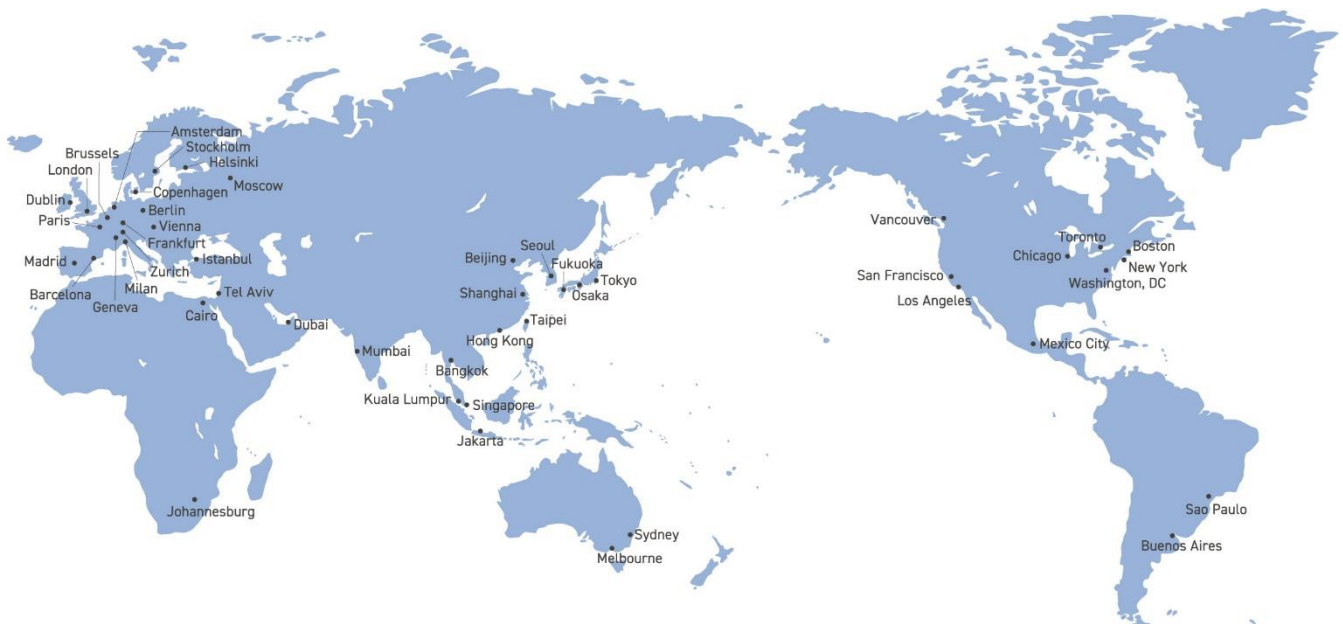 Amsterdam
Stockholm
Brussels
Helsinki
London
Moscow
Copenhagen
Dublin
Berlin
Paris
Vienna
Frankfurt
Madrid
Istanbul
Zurich
Barcelona
Milan
Geneva
Tel Aviv
Cairo
Dubai
Mumbai
Beijing
Seoul
Fukuoka
Tokyo
Shanghai
Osaka
Taipei
Hong Kong
Bangkok
Kuala Lumpur
Singapore
Jakarta
Johannesburg
Sydney
Melbourne
Vancouver
Toronto
Boston
Chicago
New York
San Francisco
Washington, DC
Los Angeles
Mexico City
Sao Paulo
Buenos Aires